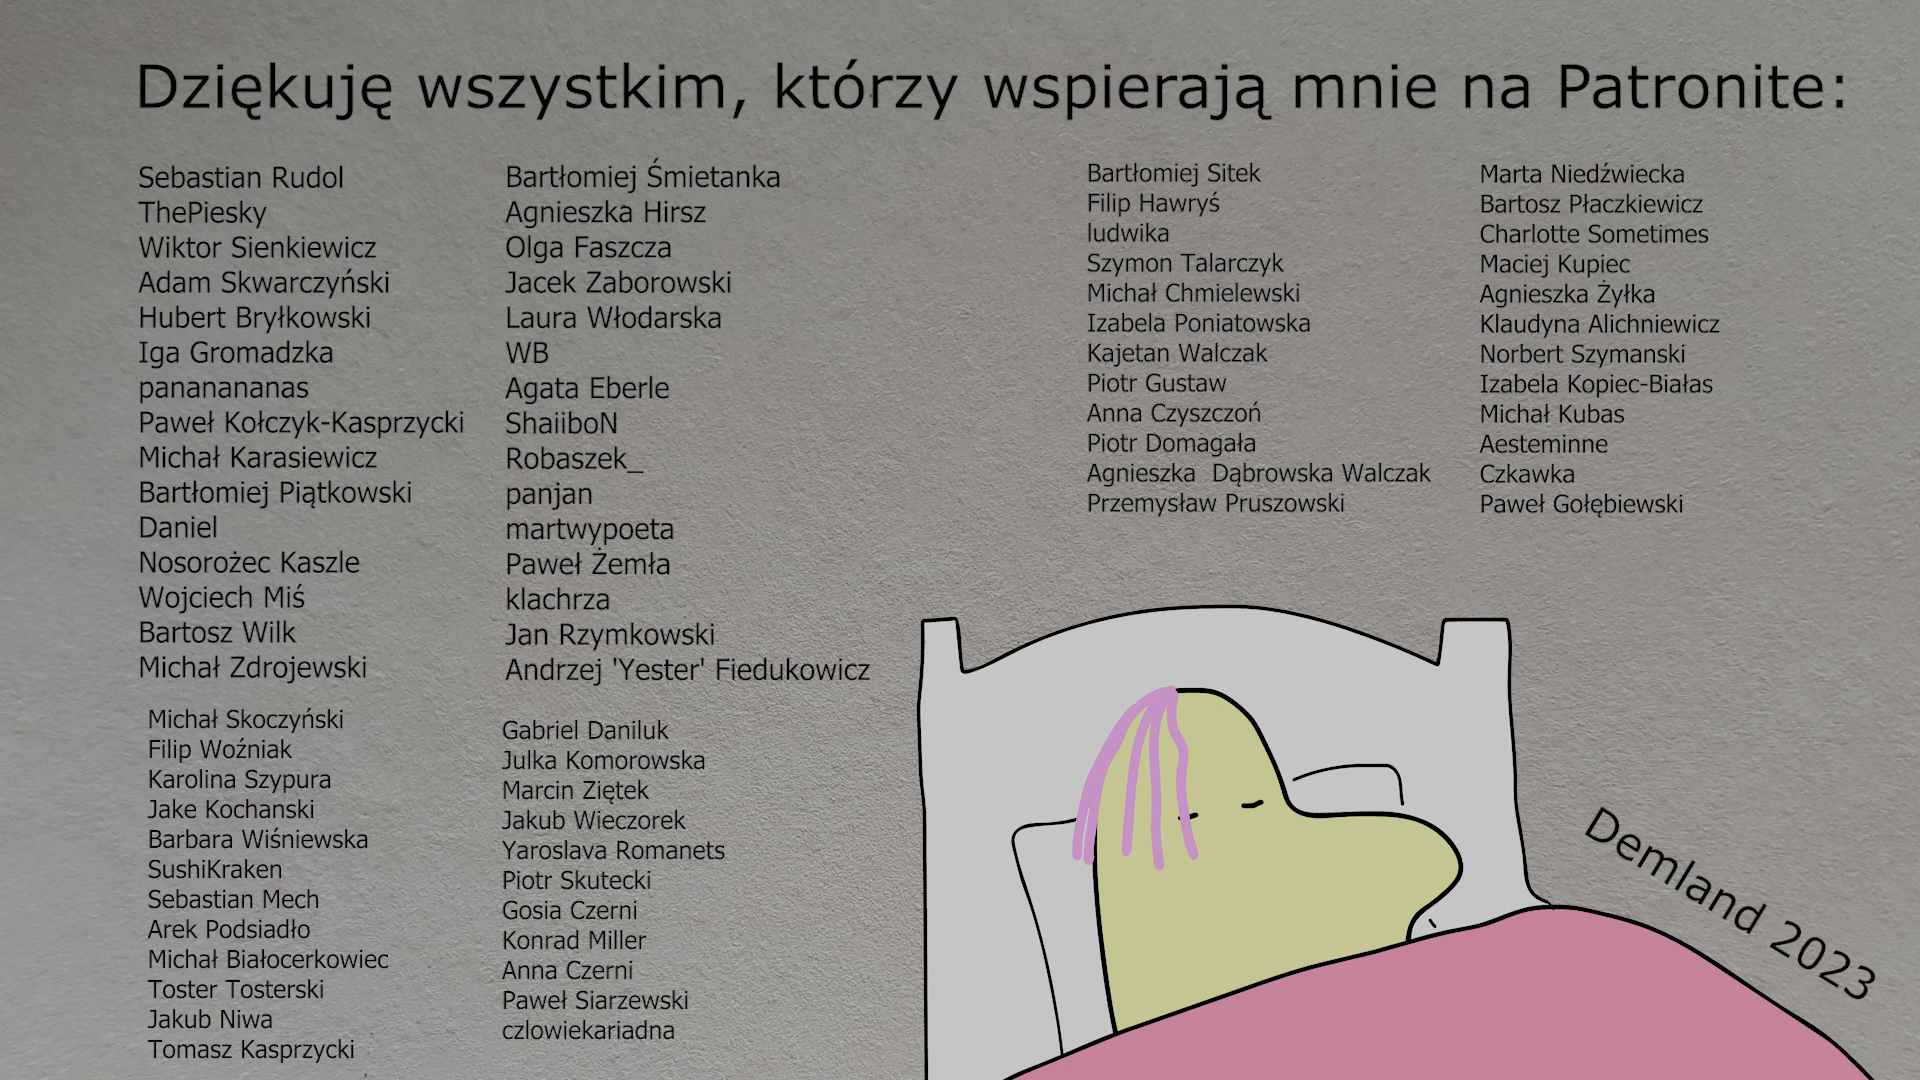 Dziękuję wszystkim, którzy wspierają mnie na Patronite:
Sebastian Rudol
ThePiesky
Wiktor Sienkiewicz
Adam Skwarczyński
Hubert Bryłkowski
Iga Gromadzka
panananan​as
Paweł Kołczyk-Kasprzycki
Michał Karasiewicz
Bartłomiej Piątkowski
Daniel
Nosorożec Kaszle
Wojciech Miś
Bartosz Wilk
Michał Zdrojewski
Bartłomiej Śmietanka
Agnieszka Hirsz
Olga Faszcza
Jacek Zaborowski
Laura Włodarska
WB
Agata Eberle
ShaiiboN
Robaszek_
panjan
martwypoeta
Paweł Żemła
klachrza
Jan Rzymkowski
Andrzej 'Yester' Fiedukowicz
Michał Skoczyński
Filip Woźniak
Karolina Szypura
Jake Kochanski
Barbara Wiśniewska
SushiKraken
Sebastian Mech
Arek Podsiadło
Michał Białocerkowiec
Toster Tosterski
Jakub Niwa
Tomasz Kasprzycki
Gabriel Daniluk
Julka Komorowska
Marcin Ziętek
Jakub Wieczorek
Yaroslava Romanets
Piotr Skutecki
Gosia Czerni
Konrad Miller
Anna Czerni
Paweł Siarzewski
czlowiekariadna
Bartłomiej Sitek
Filip Hawryś
ludwika
Szymon Talarczyk
Michał Chmielewski
Izabela Poniatowska
Kajetan Walczak
Piotr Gustaw
Anna Czyszczoń
Piotr Domagała
Agnieszka  Dąbrowska Walczak
Przemysław Pruszowski
Marta Niedźwiecka
Bartosz Płaczkiewicz
Charlotte Sometimes
Maciej Kupiec
Agnieszka Żyłka
Klaudyna Alichniewicz
Norbert Szymanski
Izabela Kopiec-Białas
Michał Kubas
Aesteminne
Czkawka
Paweł Gołębiewski
Demland 2023